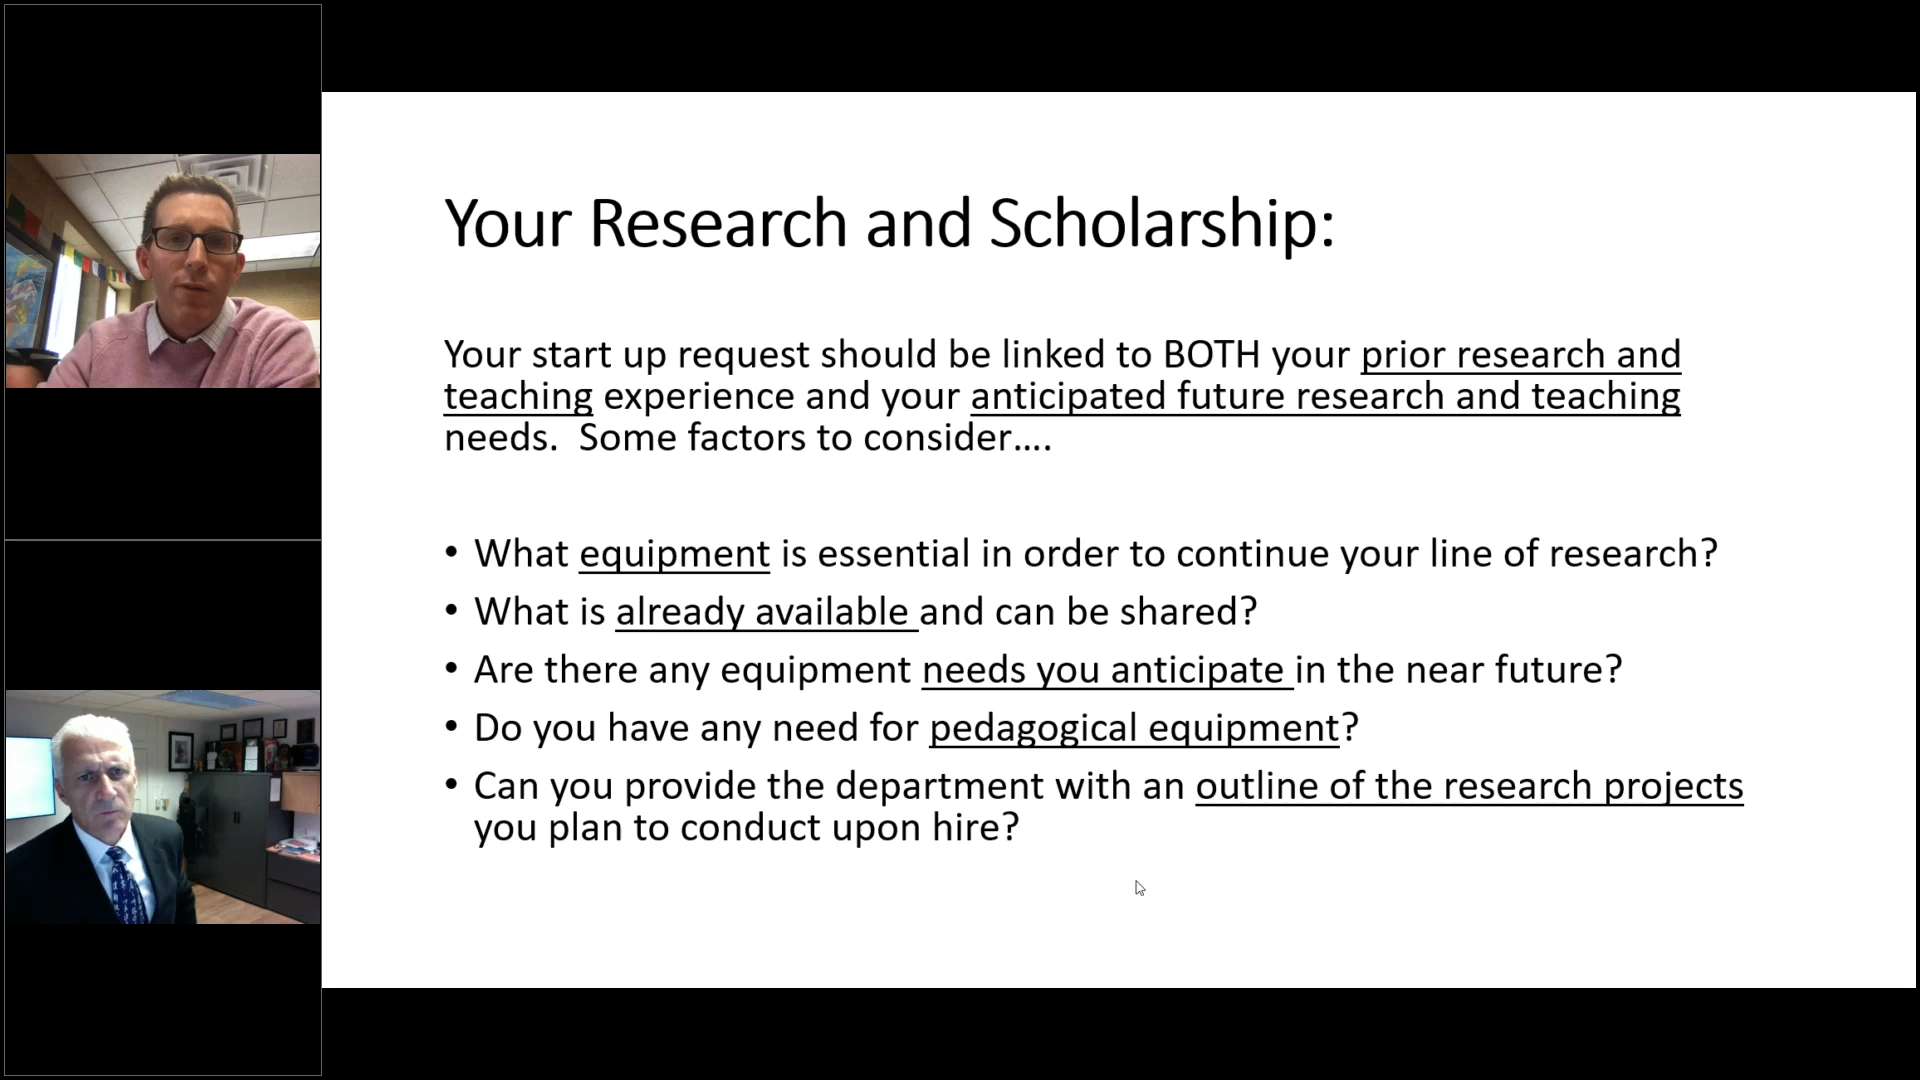 Your Research and Scholarship:
Your start up request should be linked to BOTH your prior research and
teaching experience and your anticipated future research and teaching
needs.  Some factors to consider….
• What equipment is essential in order to continue your line of research?
• What is already available and can be shared?
• Are there any equipment needs you anticipate in the near future?
• Do you have any need for pedagogical equipment?
• Can you provide the department with an outline of the research projects
you plan to conduct upon hire?